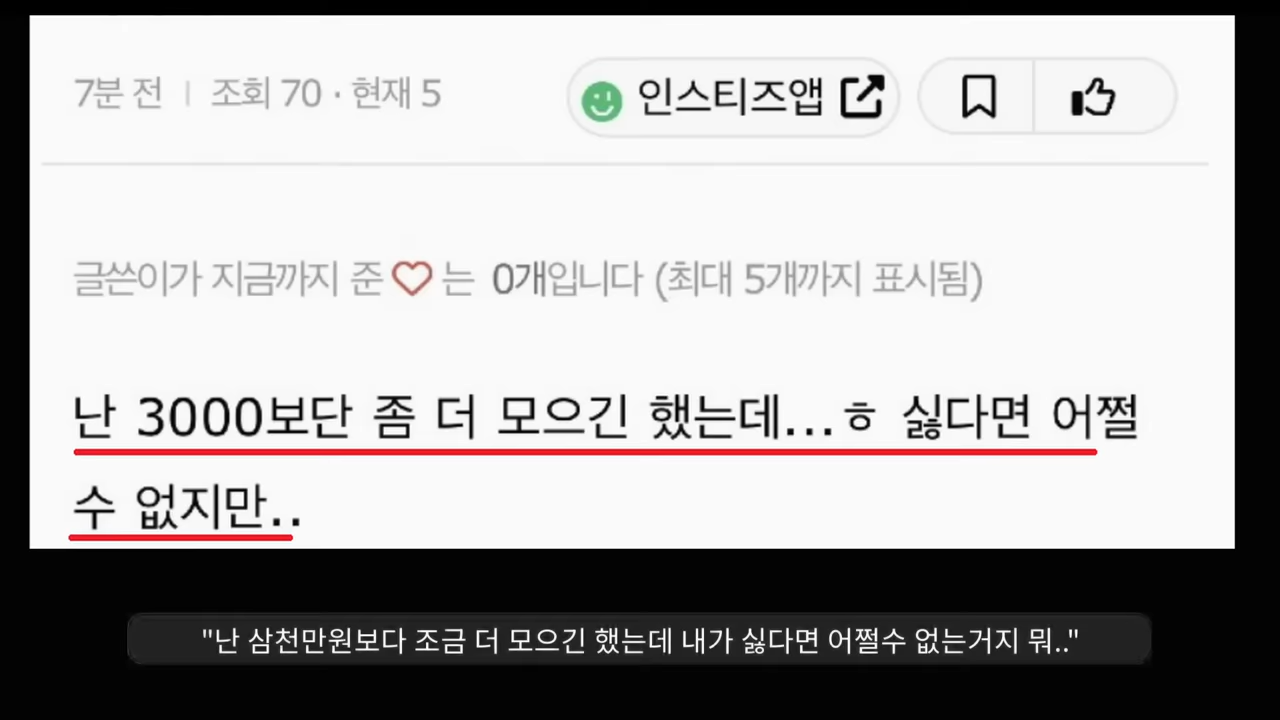 7분 전 | 조회 70 · 현재 5 인스티즈앱
글쓴이가 지금까지 준 ♡ 는 0개입니다 (최대 5개까지 표시됨)
난 3000보단 좀 더 모으긴 했는데...ㅎ 싫다면 어쩔
수 없지만..
"난 삼천만원보다 조금 더 모으긴 했는데 내가 싫다면 어쩔수 없는거지 뭐.."